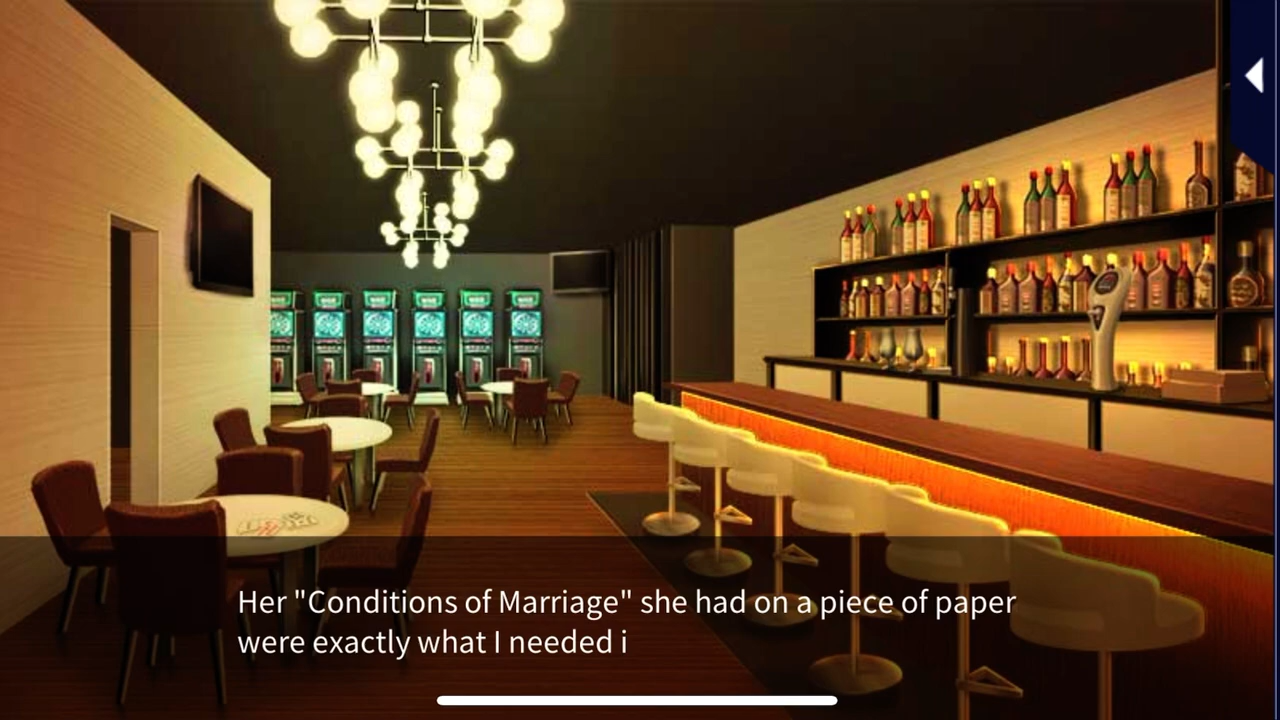 Her "Conditions of Marriage" she had on a piece of paper
were exactly what I needed i